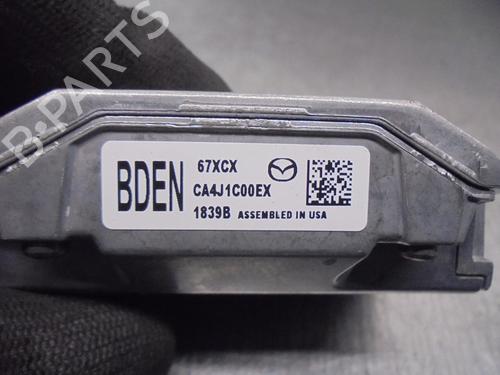 B-PARTS
BDEN
67XCX
CA4J1C00EX
1839B ASSEMBLED IN USA